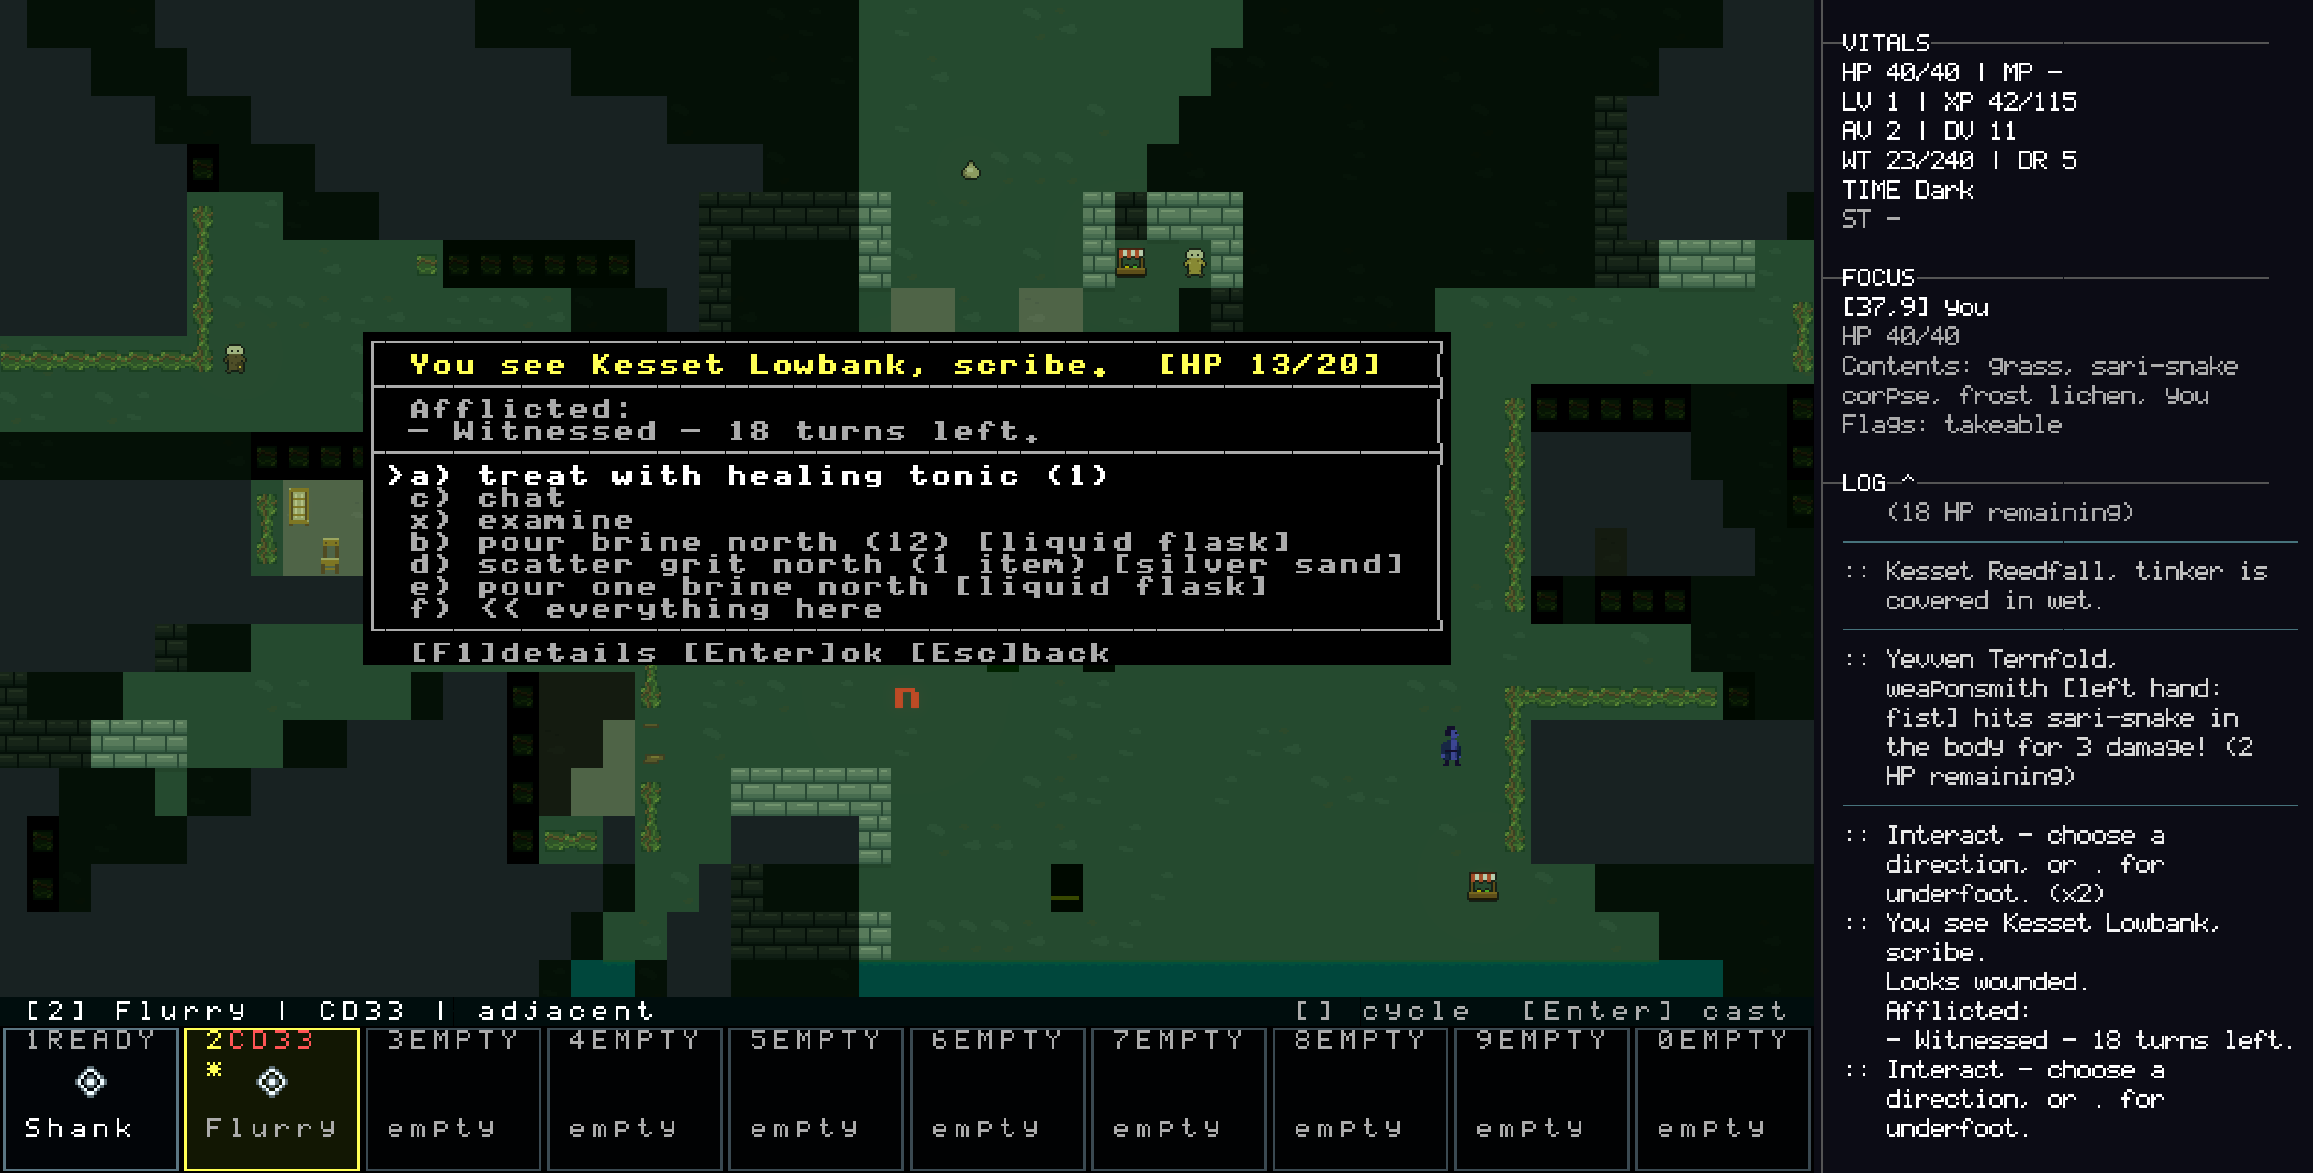 You see Kesset Lowbank, scribe. [HP 13/20]
Afflicted:
- Witnessed - 18 turns left.
>a) treat with healing tonic (1)
c) chat
x) examine
b) pour brine north (12) [liquid flask]
d) scatter grit north (1 item) [silver sand]
e) pour one brine north [liquid flask]
f) << everything here
[F1]details [Enter]ok [Esc]back
[2] Flurry | CD33 | adjacent
[] cycle [Enter] cast
1READY
Shank
2CD33
*
Flurry
3EMPTY
empty
4EMPTY
empty
5EMPTY
empty
6EMPTY
empty
7EMPTY
empty
8EMPTY
empty
9EMPTY
empty
0EMPTY
empty
VITALS
HP 40/40 | MP -
LV 1 | XP 42/115
AV 2 | DV 11
WT 23/240 | DR 5
TIME Dark
ST -
FOCUS
[37,9] You
HP 40/40
Contents: grass, sari-snake
corpse, frost lichen, you
Flags: takeable
LOG ^
(18 HP remaining)
:: Kesset Reedfall, tinker is
covered in wet.
:: Yevven Ternfold,
weaponsmith [left hand:
fist] hits sari-snake in
the body for 3 damage! (2
HP remaining)
:: Interact - choose a
direction, or . for
underfoot. (x2)
:: You see Kesset Lowbank,
scribe.
Looks wounded.
Afflicted:
- Witnessed - 18 turns left.
:: Interact - choose a
direction, or . for
underfoot.